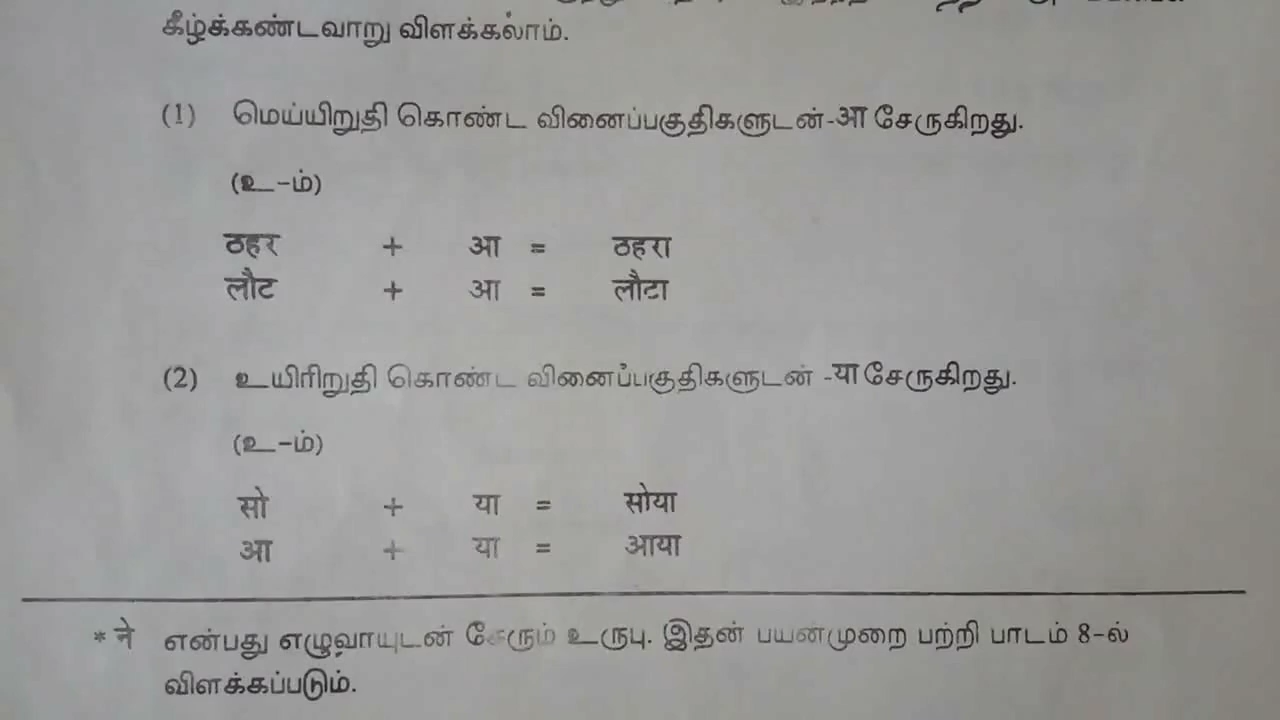 கீழ்க்கண்டவாறு விளக்கலாம்.
(1) மெய்யிறுதி கொண்ட வினைப்பகுதிகளுடன்-आ சேருகிறது.
(உ-ம்)
ठहर + आ = ठहरा
लौट + आ = लौटा
(2) உயிரிறுதி கொண்ட வினைப்பகுதிகளுடன் -या சேருகிறது.
(உ-ம்)
सो + या = सोया
आ + या = आया
* ने என்பது எழுவாயுடன் சேரும் உருபு. இதன் பயன்முறை பற்றி பாடம் 8-ல்
விளக்கப்படும்.